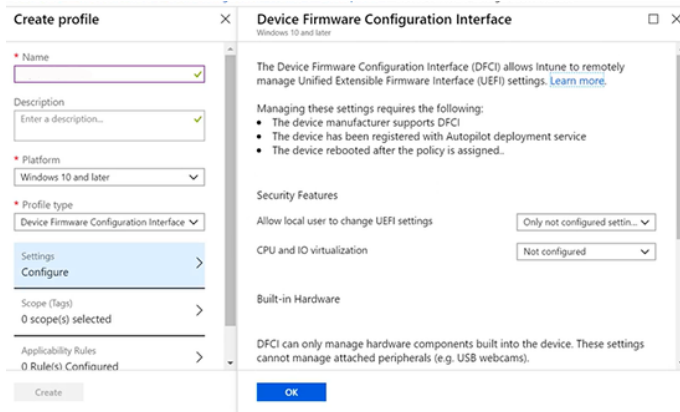 Create profile
* Name
Description
Enter a description...
* Platform
Windows 10 and later
* Profile type
Device Firmware Configuration Interface
Settings
Configure
Scope (Tags)
0 scope(s) selected
Applicability Rules
0 Rule(s) Configured
Create
Device Firmware Configuration Interface
Windows 10 and later
The Device Firmware Configuration Interface (DFCI) allows Intune to remotely
manage Unified Extensible Firmware Interface (UEFI) settings. Learn more.
Managing these settings requires the following:
• The device manufacturer supports DFCI
• The device has been registered with Autopilot deployment service
• The device rebooted after the policy is assigned..
Security Features
Allow local user to change UEFI settings
Only not configured settin...
CPU and IO virtualization
Not configured
Built-in Hardware
DFCI can only manage hardware components built into the device. These settings
cannot manage attached peripherals (e.g. USB webcams).
OK